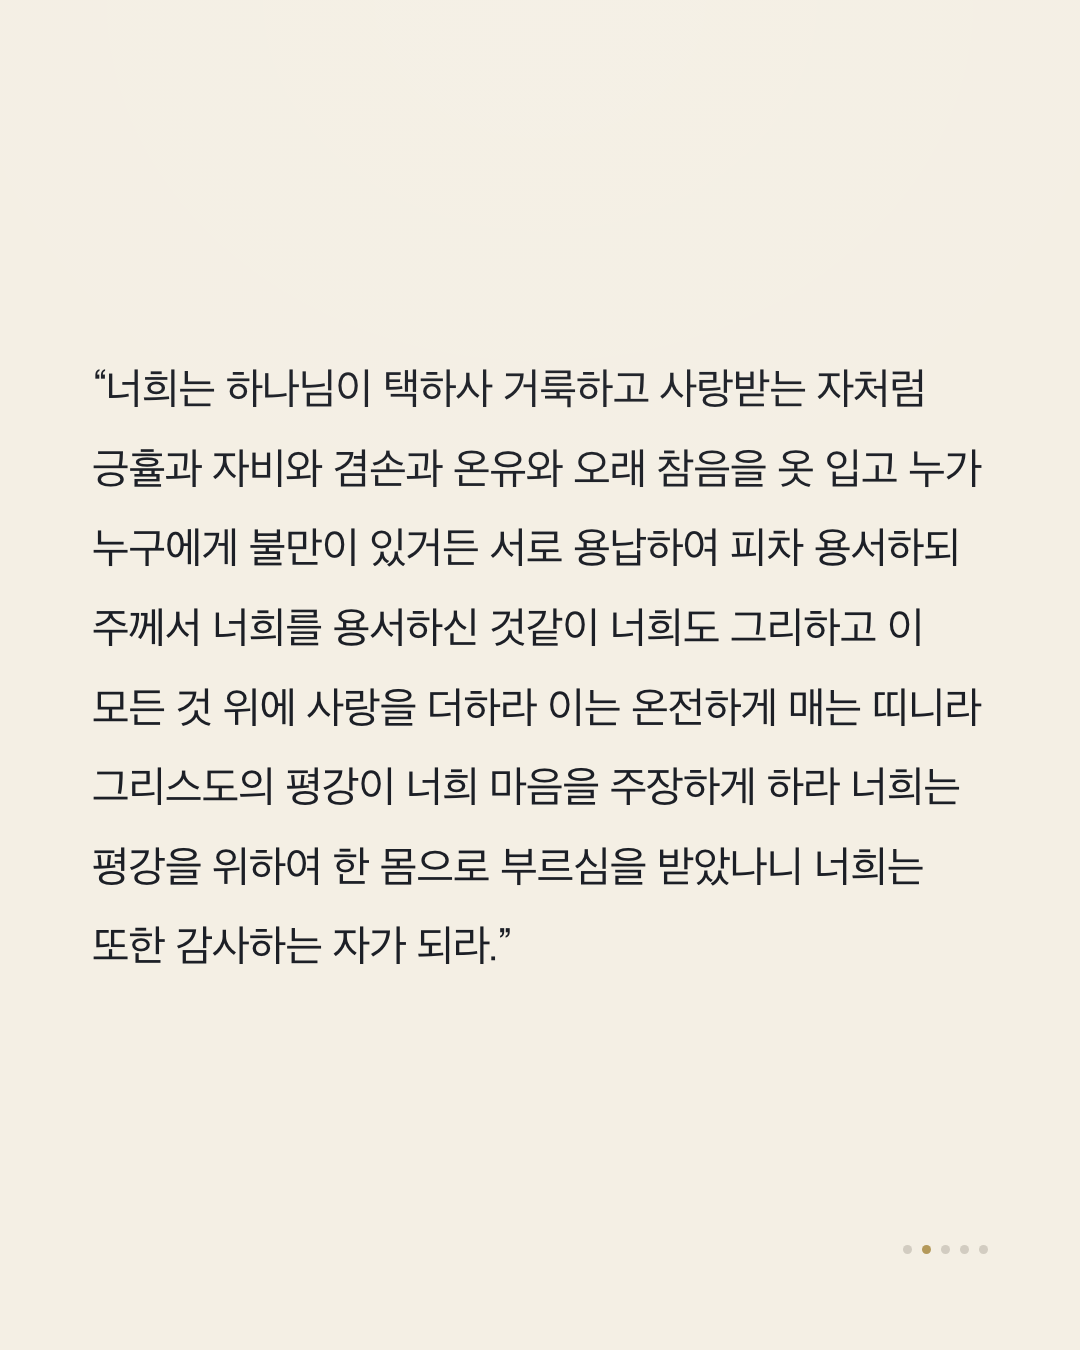 “너희는 하나님이 택하사 거룩하고 사랑받는 자처럼
긍휼과 자비와 겸손과 온유와 오래 참음을 옷 입고 누가
누구에게 불만이 있거든 서로 용납하여 피차 용서하되
주께서 너희를 용서하신 것같이 너희도 그리하고 이
모든 것 위에 사랑을 더하라 이는 온전하게 매는 띠니라
그리스도의 평강이 너희 마음을 주장하게 하라 너희는
평강을 위하여 한 몸으로 부르심을 받았나니 너희는
또한 감사하는 자가 되라.”